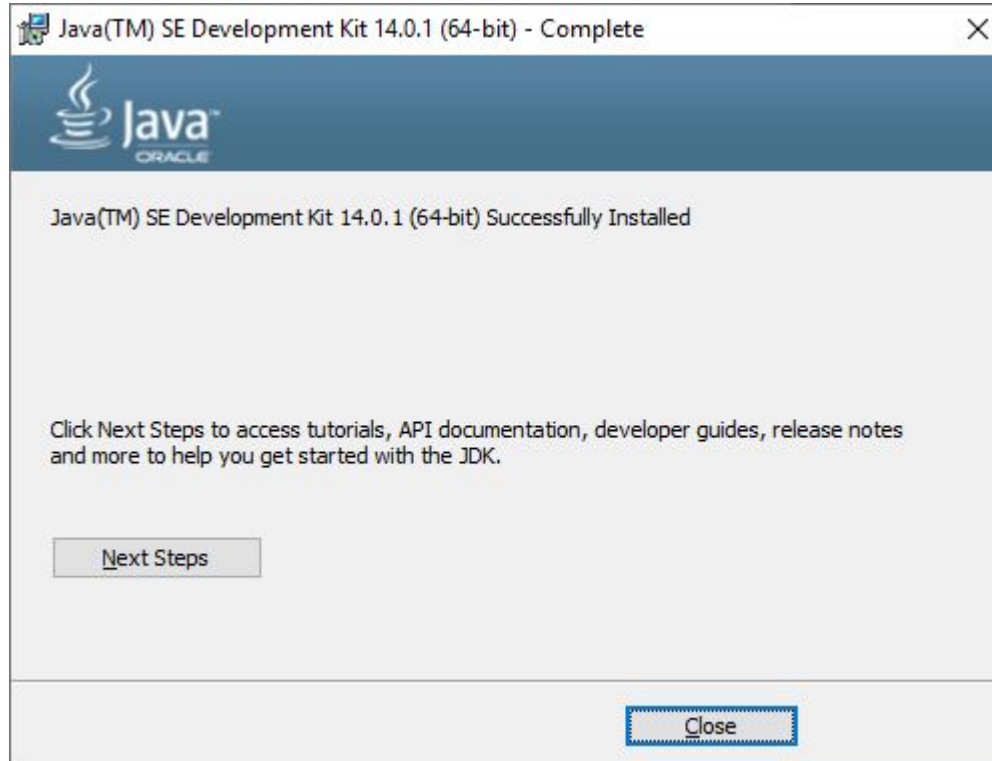 Java(TM) SE Development Kit 14.0.1 (64-bit) - Complete
Java™
ORACLE
Java(TM) SE Development Kit 14.0.1 (64-bit) Successfully Installed
Click Next Steps to access tutorials, API documentation, developer guides, release notes
and more to help you get started with the JDK.
Next Steps
Close